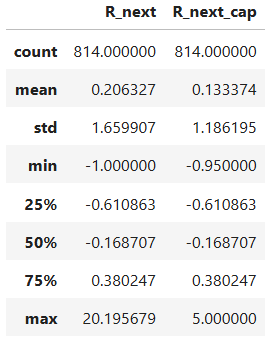 R_next R_next_cap
count 814.000000 814.000000
mean 0.206327 0.133374
std 1.659907 1.186195
min -1.000000 -0.950000
25% -0.610863 -0.610863
50% -0.168707 -0.168707
75% 0.380247 0.380247
max 20.195679 5.000000